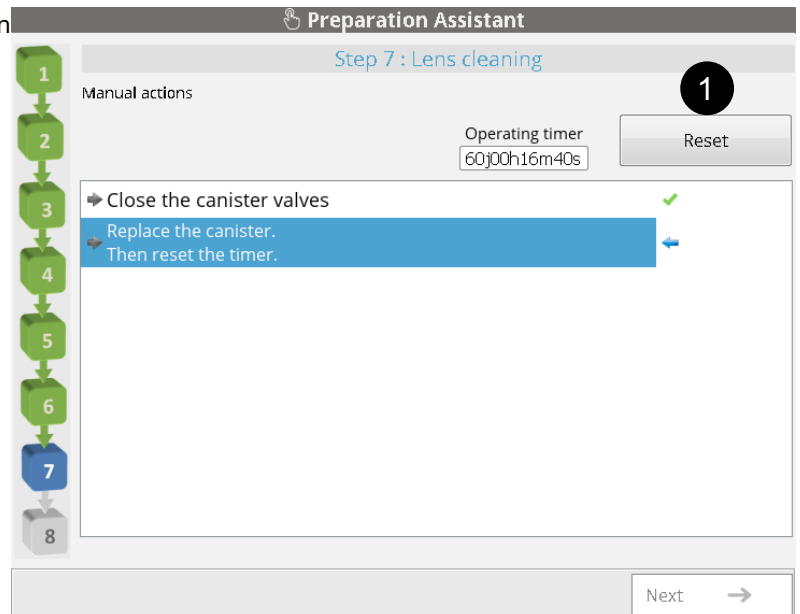 n
Preparation Assistant
Step 7 : Lens cleaning
Manual actions
1
Operating timer
60j00h16m40s
Reset
Close the canister valves
Replace the canister.
Then reset the timer.
1
2
3
4
5
6
7
8
Next